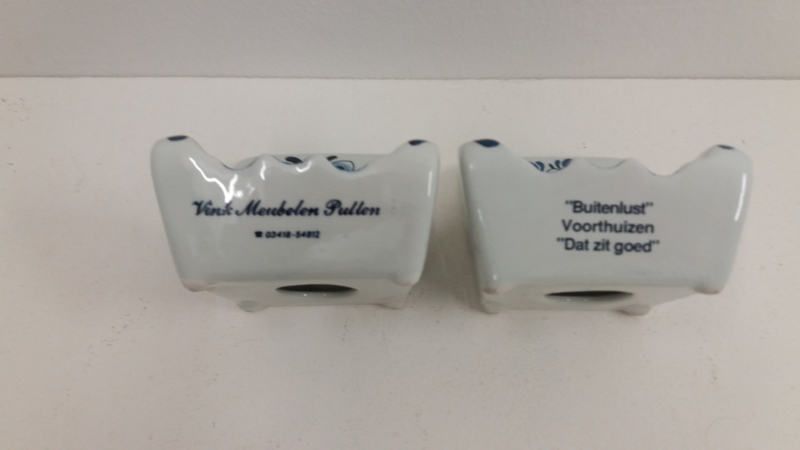 Vink Meubelen Putten
☎ 03418-54812
"Buitenlust"
Voorthuizen
"Dat zit goed"